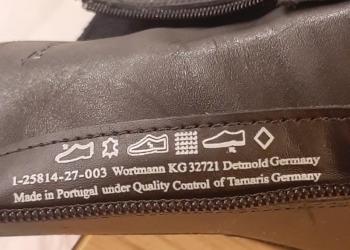 1-25814-27-003 Wortmann KG 32721 Detmold Germany
Made in Portugal under Quality Control of Tamaris Germany